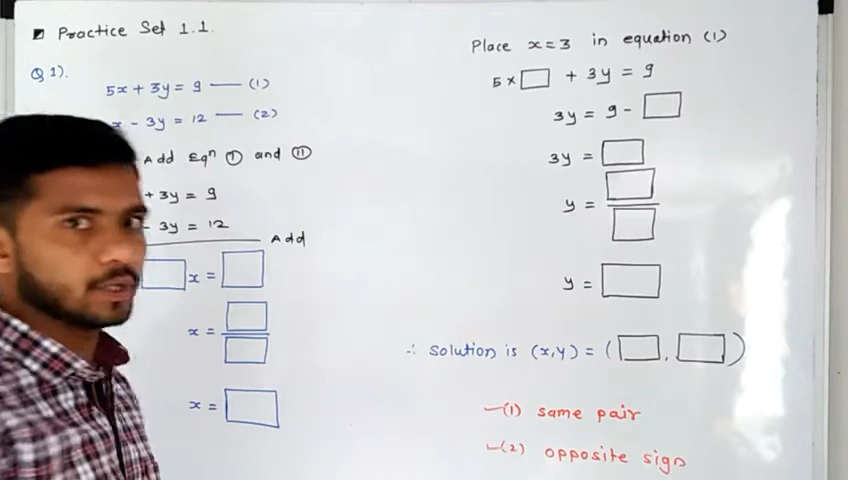 Practice Set 1.1.
Q 1).
5x + 3y = 9 — (1)
x - 3y = 12 — (2)
Add Eqn (I) and (II)
+ 3y = 9
- 3y = 12
Add
x =
x =
x =
Place x = 3 in equation (1)
5 × □ + 3y = 9
3y = 9 - □
3y = □
y =
y = □
∴ Solution is (x,y) = (□, □)
(1) same pair
(2) opposite sign